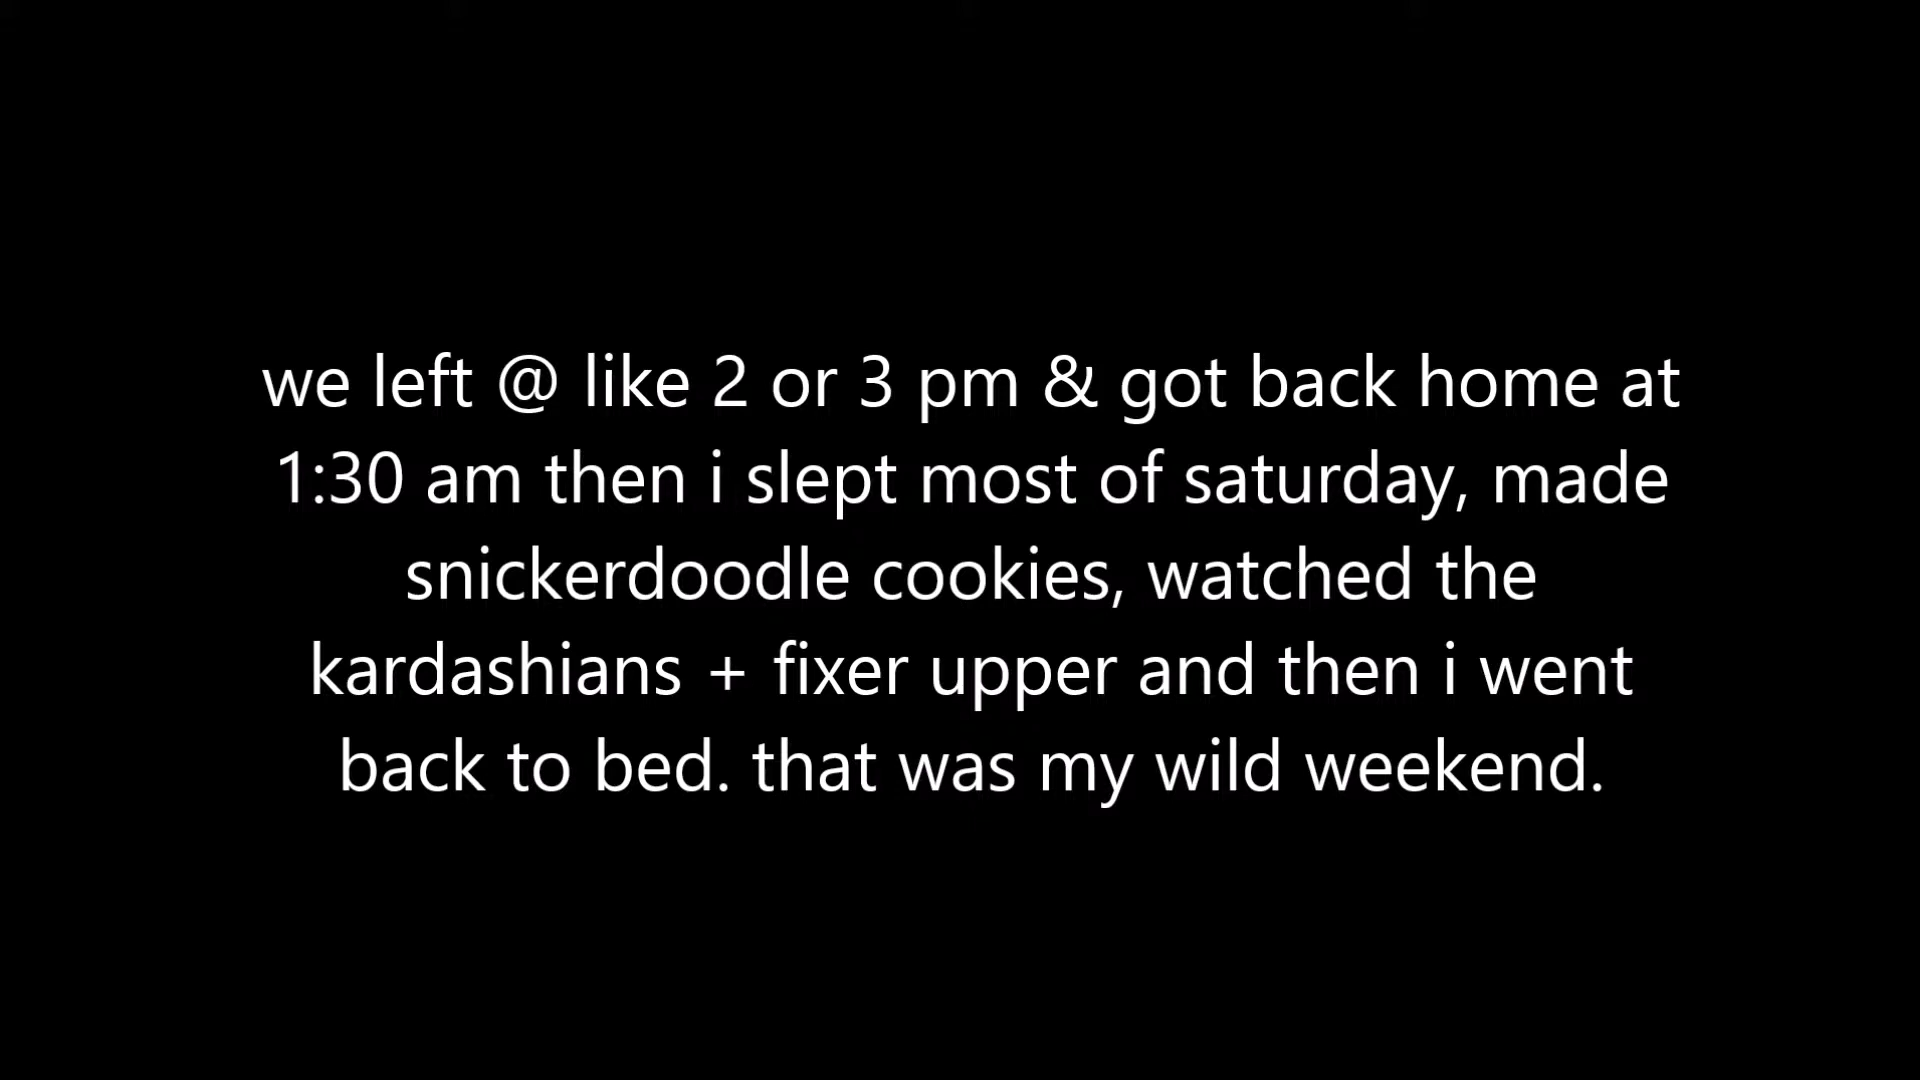 we left @ like 2 or 3 pm & got back home at
1:30 am then i slept most of saturday, made
snickerdoodle cookies, watched the
kardashians + fixer upper and then i went
back to bed. that was my wild weekend.